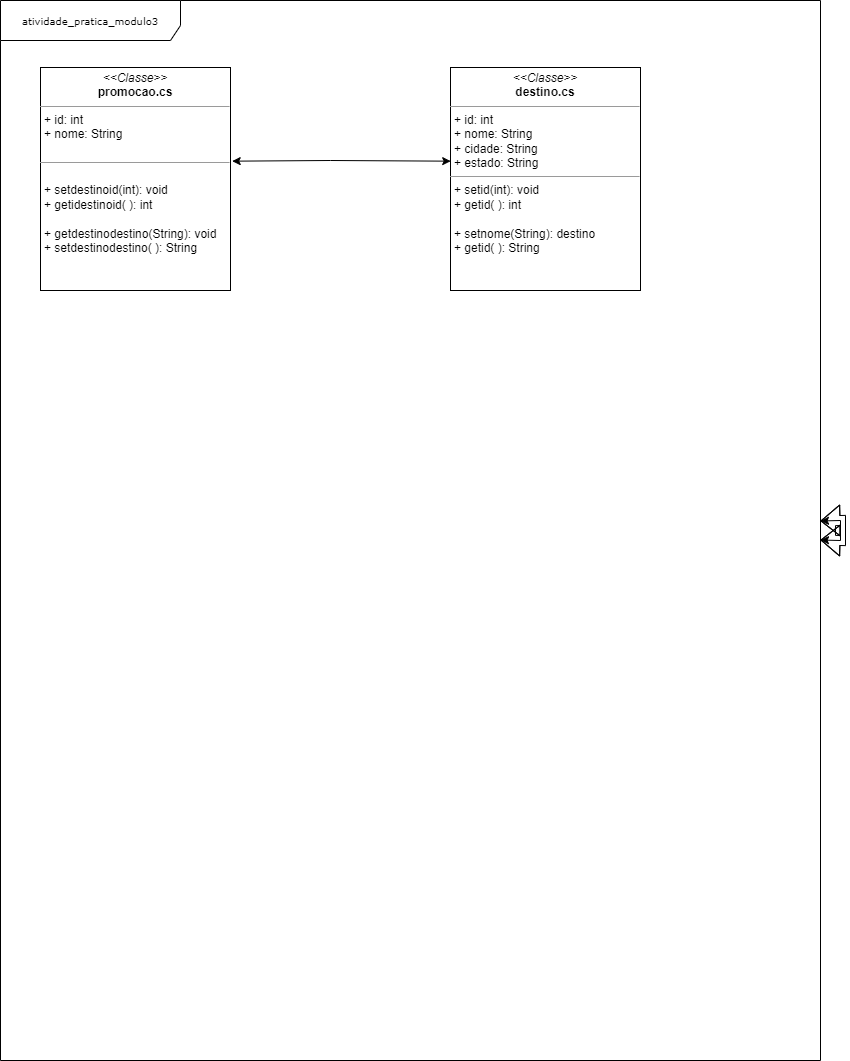 atividade_pratica_modulo3
<<Classe>>
promocao.cs
+ id: int
+ nome: String
+ setdestinoid(int): void
+ getidestinoid( ): int
+ getdestinodestino(String): void
+ setdestinodestino( ): String
<<Classe>>
destino.cs
+ id: int
+ nome: String
+ cidade: String
+ estado: String
+ setid(int): void
+ getid( ): int
+ setnome(String): destino
+ getid( ): String